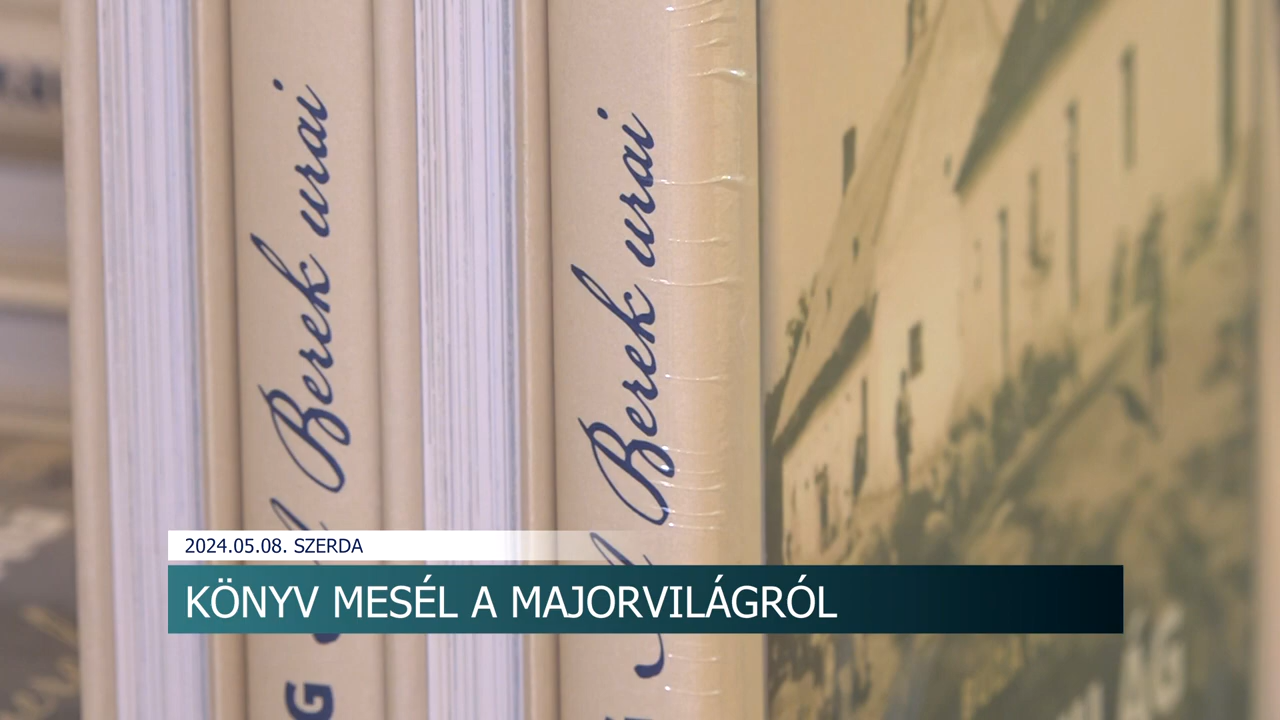 Berek urai
Berek urai
G
2024.05.08. SZERDA
KÖNYV MESÉL A MAJORVILÁGRÓL